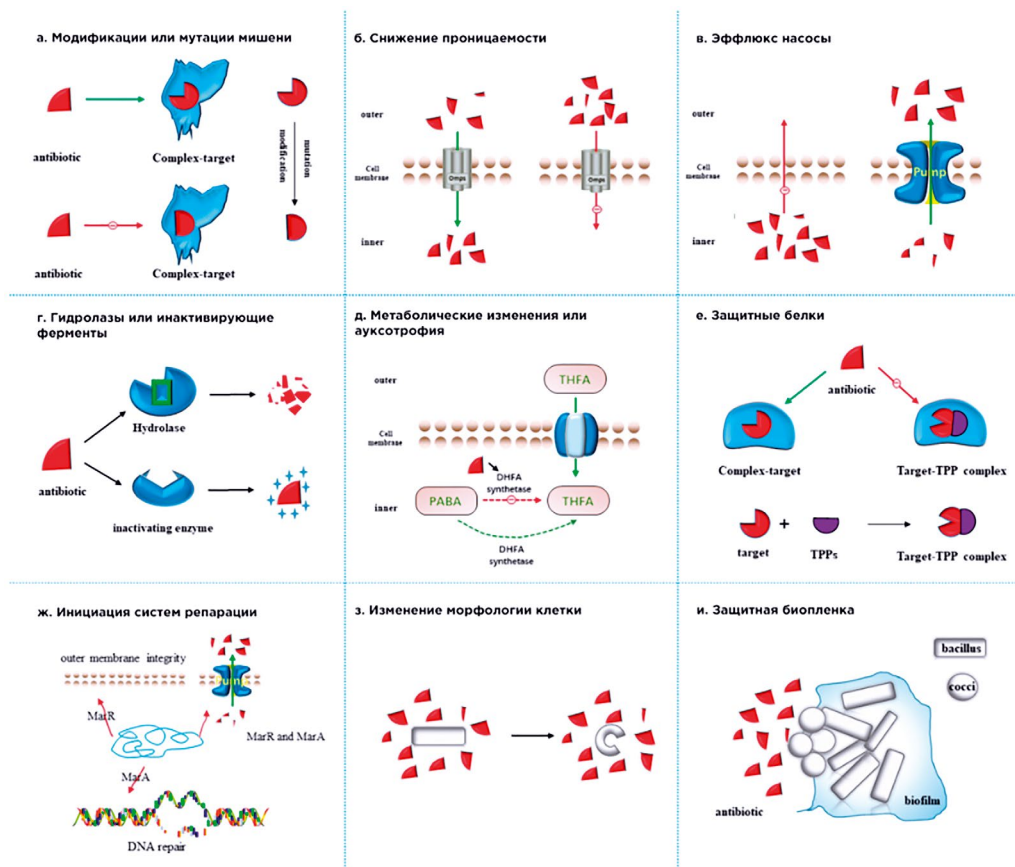 а. Модификации или мутации мишени
antibiotic
Complex-target
mutation
modification
antibiotic
Complex-target
б. Снижение проницаемости
outer
Cell
membrane
Omps
Omps
inner
в. Эффлюкс насосы
outer
Cell
membrane
Pump
inner
г. Гидролазы или инактивирующие
ферменты
Hydrolase
antibiotic
inactivating enzyme
д. Метаболические изменения или
ауксотрофия
outer
THFA
Cell
membrane
DHFA
synthetase
inner
PABA
THFA
DHFA
synthetase
е. Защитные белки
antibiotic
Complex-target
Target-TPP complex
+
target
TPPs
Target-TPP complex
ж. Инициация систем репарации
outer membrane integrity
Pump
MarR
MarR and MarA
MarA
DNA repair
з. Изменение морфологии клетки
и. Защитная биопленка
bacillus
cocci
antibiotic
biofilm